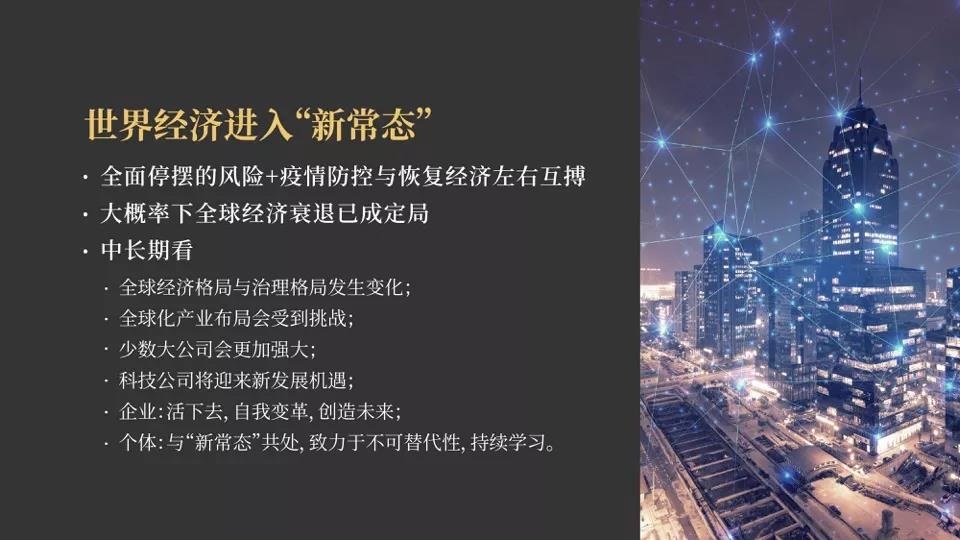 世界经济进入“新常态”
· 全面停摆的风险+疫情防控与恢复经济左右互搏
· 大概率下全球经济衰退已成定局
· 中长期看
· 全球经济格局与治理格局发生变化；
· 全球化产业布局会受到挑战；
· 少数大公司会更加强大；
· 科技公司将迎来新发展机遇；
· 企业：活下去，自我变革，创造未来；
· 个体：与“新常态”共处，致力于不可替代性，持续学习。